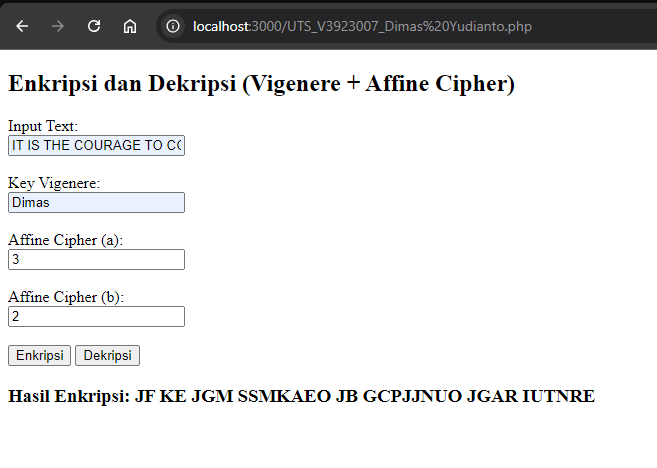 localhost:3000/UTS_V3923007_Dimas%20Yudianto.php
Enkripsi dan Dekripsi (Vigenere + Affine Cipher)
Input Text:
IT IS THE COURAGE TO CO
Key Vigenere:
Dimas
Affine Cipher (a):
3
Affine Cipher (b):
2
Enkripsi Dekripsi
Hasil Enkripsi: JF KE JGM SSMKAEO JB GCPJJNUO JGAR IUTNRE